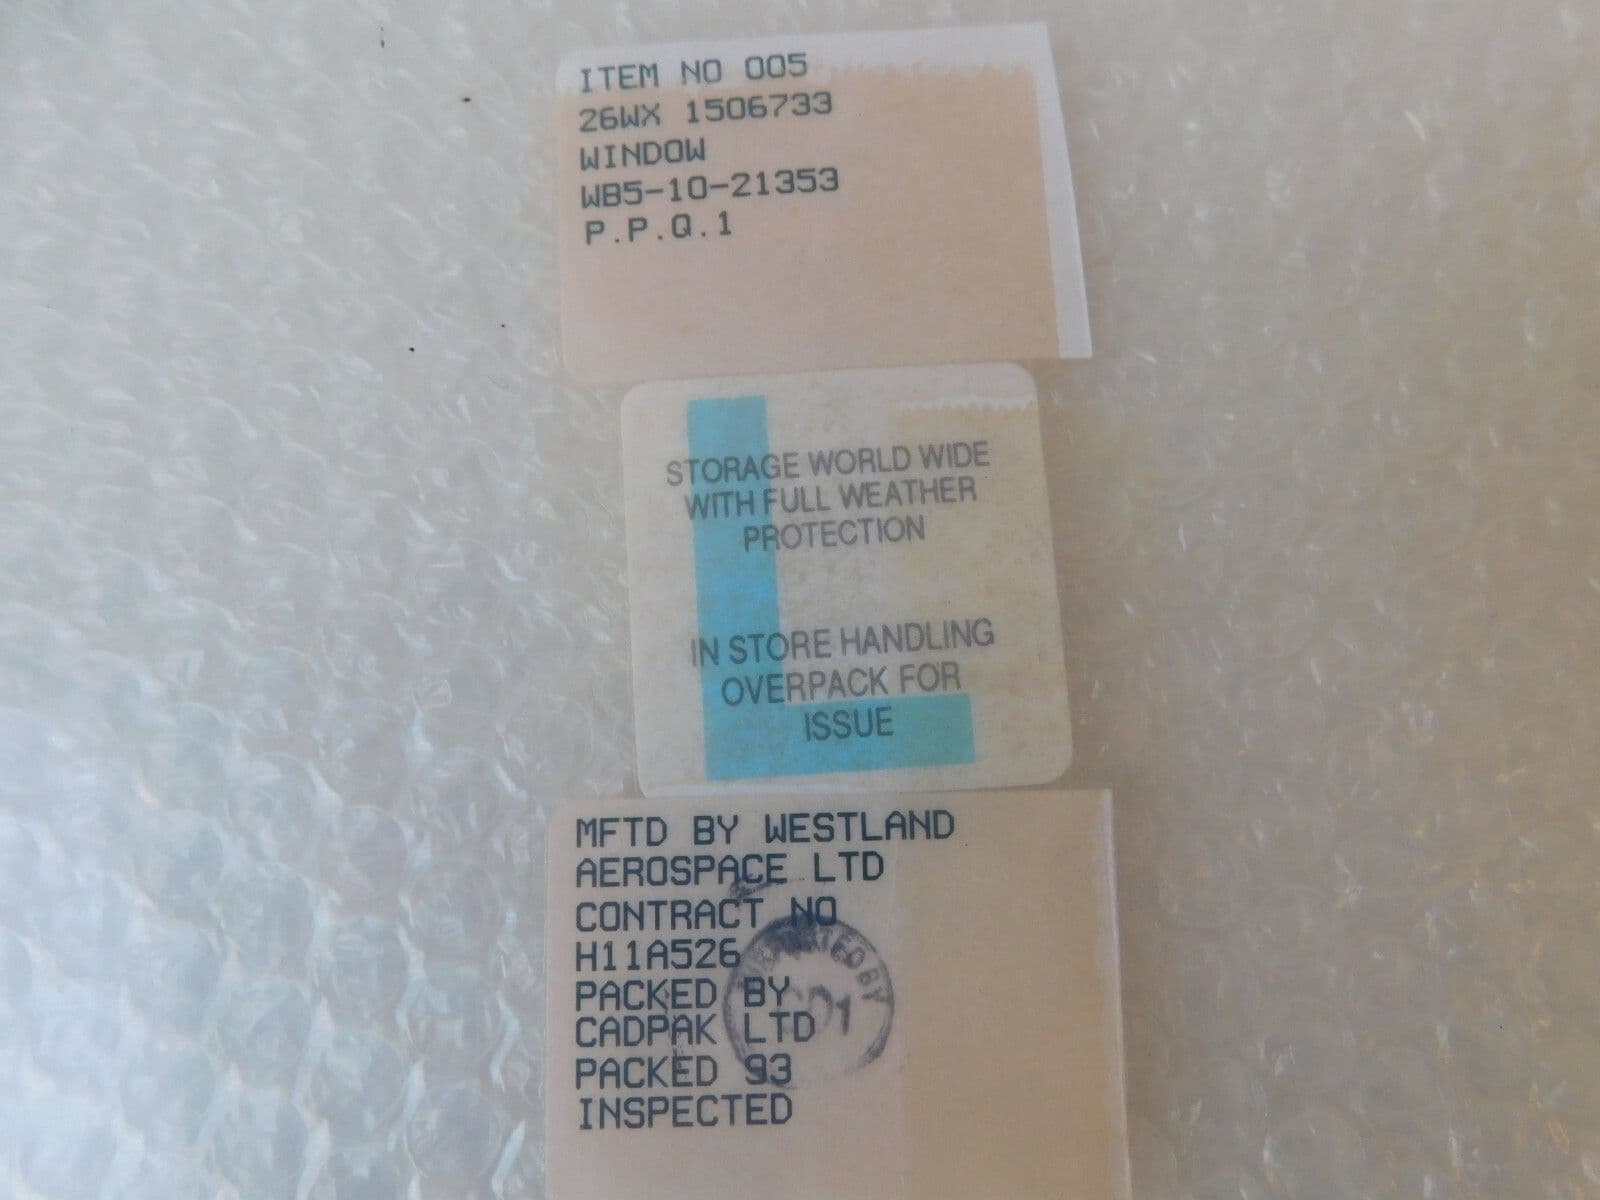 ITEM NO 005
26WX 1506733
WINDOW
WB5-10-21353
P.P.Q.1
STORAGE WORLD WIDE
WITH FULL WEATHER
PROTECTION
IN STORE HANDLING
OVERPACK FOR
ISSUE
MFTD BY WESTLAND
AEROSPACE LTD
CONTRACT NO
H11A526
PACKED BY
CADPAK LTD
PACKED 93
INSPECTED